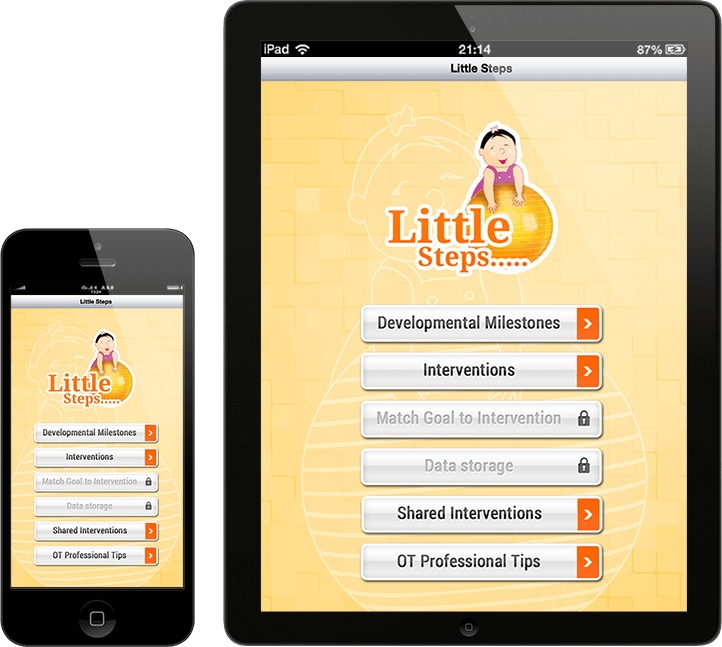 iPad 21:14 87%
Little Steps
Little
Steps.....
Developmental Milestones
Interventions
Match Goal to Intervention
Data storage
Shared Interventions
OT Professional Tips
Little Steps
Little
Steps.....
Developmental Milestones
Interventions
Match Goal to Intervention
Data storage
Shared Interventions
OT Professional Tips